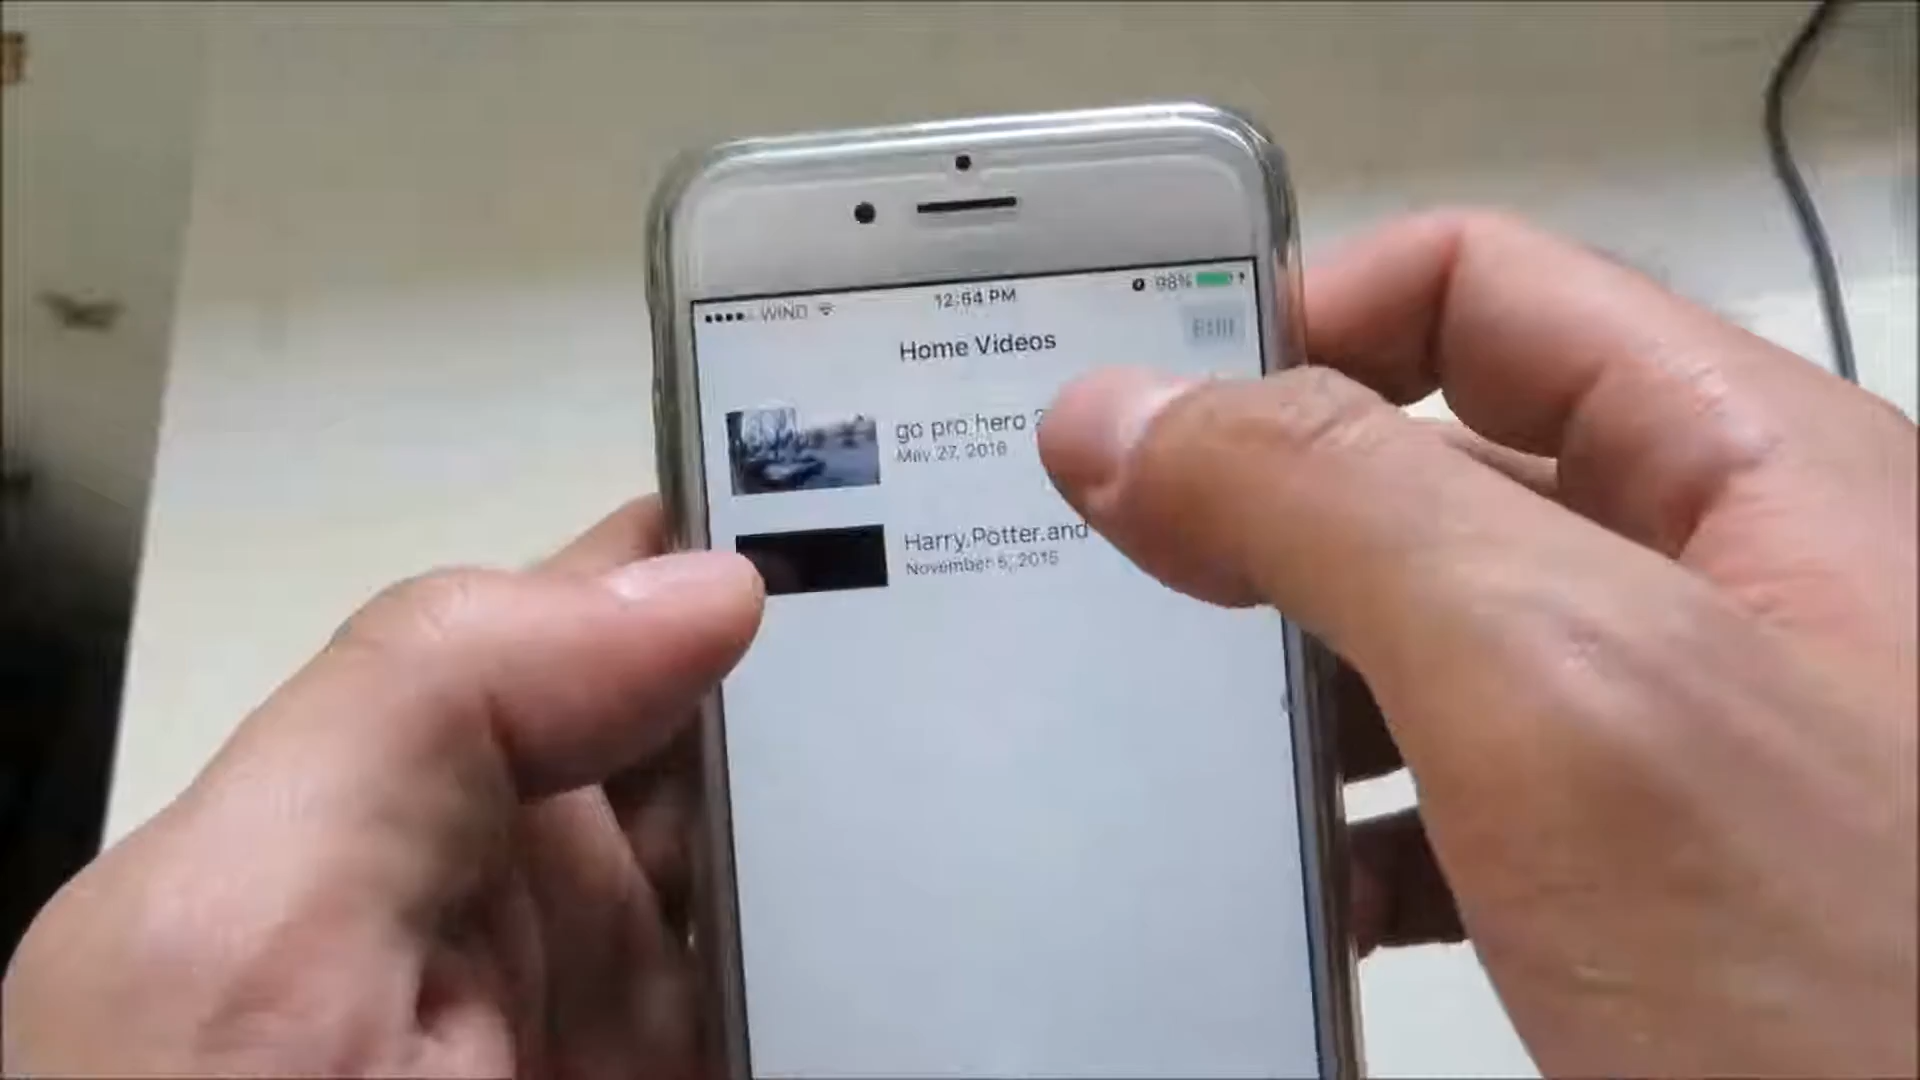 WIND 12:54 PM 98%
Home Videos
Edit
go pro hero
May 27, 2016
Harry.Potter.and
November 5, 2015